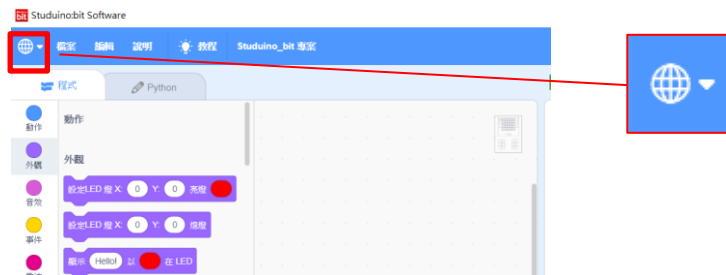 bit Studuino:bit Software
檔案 編輯 說明 教程 Studuino_bit 專案
程式 Python
動作 動作
外觀 外觀
設定LED 燈 X: 0 Y: 0 亮燈
音效
設定LED 燈 X: 0 Y: 0 熄燈
事件
顯示 Hello! 以 在 LED